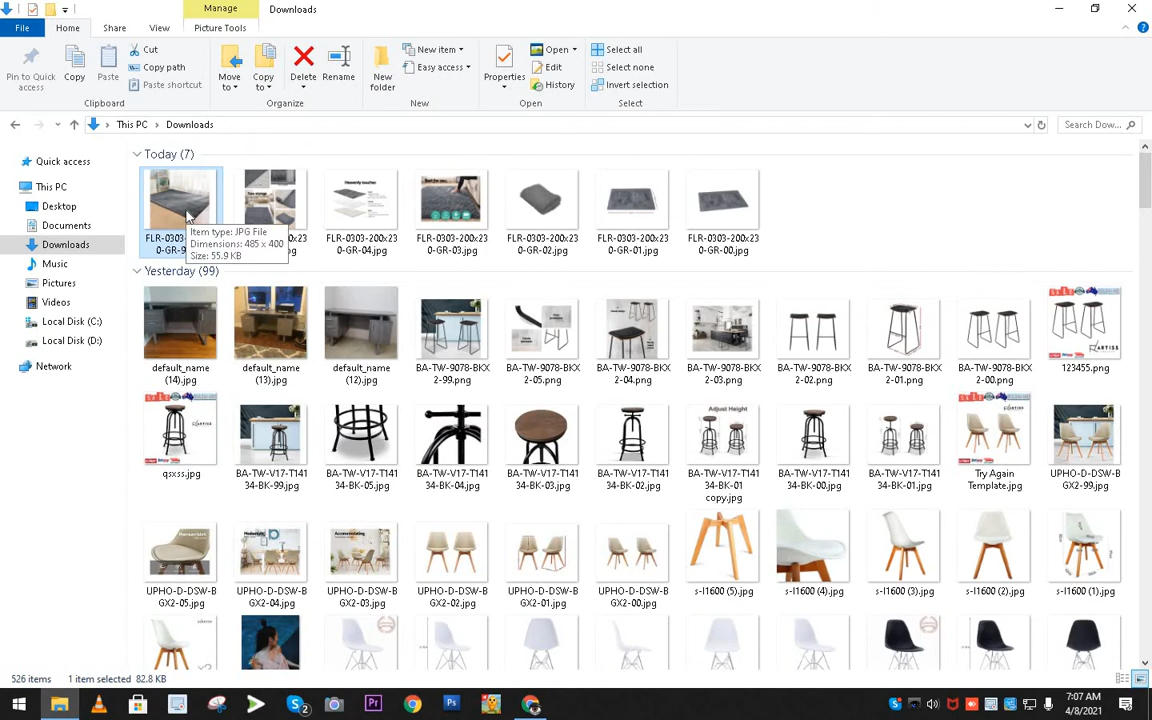 Manage
Downloads
File
Home
Share
View
Picture Tools
Pin to Quick access
Copy
Paste
Cut
Copy path
Paste shortcut
Clipboard
Move to
Copy to
Delete
Rename
Organize
New folder
New item
Easy access
New
Properties
Open
Edit
History
Open
Select all
Select none
Invert selection
Select
This PC
Downloads
Search Dow...
Quick access
This PC
Desktop
Documents
Downloads
Music
Pictures
Videos
Local Disk (C:)
Local Disk (D:)
Network
Today (7)
Heavenly touches
FLR-0303-200x23
0-GR-04.jpg
FLR-0303-200x23
0-GR-03.jpg
FLR-0303-200x23
0-GR-02.jpg
FLR-0303-200x23
0-GR-01.jpg
FLR-0303-200x23
0-GR-00.jpg
Item type: JPG File
Dimensions: 485 x 400
Size: 55.9 KB
Yesterday (99)
default_name
(14).jpg
default_name
(13).jpg
default_name
(12).jpg
BA-TW-9078-BKX
2-99.png
BA-TW-9078-BKX
2-05.png
BA-TW-9078-BKX
2-04.png
BA-TW-9078-BKX
2-03.png
BA-TW-9078-BKX
2-02.png
BA-TW-9078-BKX
2-01.png
BA-TW-9078-BKX
2-00.png
123455.png
qsxss.jpg
BA-TW-V17-T141
34-BK-99.jpg
BA-TW-V17-T141
34-BK-05.jpg
BA-TW-V17-T141
34-BK-04.jpg
BA-TW-V17-T141
34-BK-03.jpg
BA-TW-V17-T141
34-BK-02.jpg
Adjust Height
BA-TW-V17-T141
34-BK-01
copy.jpg
BA-TW-V17-T141
34-BK-00.jpg
BA-TW-V17-T141
34-BK-01.jpg
Try Again
Template.jpg
UPHO-D-DSW-B
GX2-99.jpg
UPHO-D-DSW-B
GX2-05.jpg
UPHO-D-DSW-B
GX2-04.jpg
UPHO-D-DSW-B
GX2-03.jpg
UPHO-D-DSW-B
GX2-02.jpg
UPHO-D-DSW-B
GX2-01.jpg
UPHO-D-DSW-B
GX2-00.jpg
s-l1600 (5).jpg
s-l1600 (4).jpg
s-l1600 (3).jpg
s-l1600 (2).jpg
s-l1600 (1).jpg
x2
526 items
1 item selected 82.8 KB
7:07 AM
4/8/2021